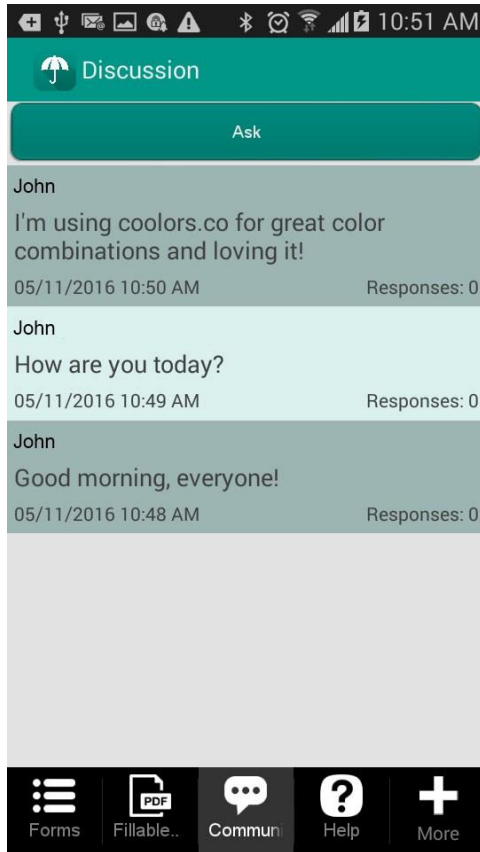 10:51 AM
Discussion
Ask
John
I'm using coolors.co for great color
combinations and loving it!
05/11/2016 10:50 AM Responses: 0
John
How are you today?
05/11/2016 10:49 AM Responses: 0
John
Good morning, everyone!
05/11/2016 10:48 AM Responses: 0
PDF
Forms Fillable.. Communi Help More